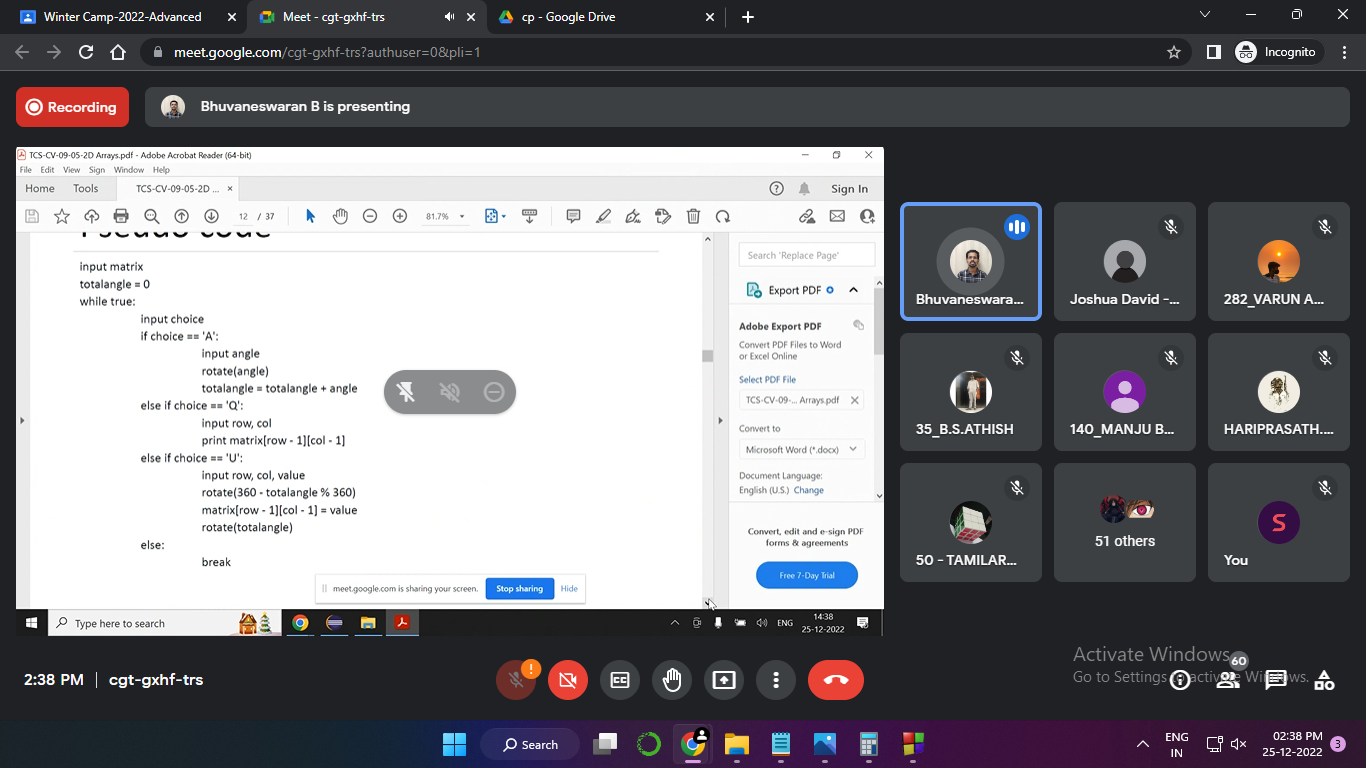 Winter Camp-2022-Advanced
Meet - cgt-gxhf-trs
cp - Google Drive
meet.google.com/cgt-gxhf-trs?authuser=0&pli=1
Incognito
Recording
Bhuvaneswaran B is presenting
TCS-CV-09-05-2D Arrays.pdf - Adobe Acrobat Reader (64-bit)
File Edit View Sign Window Help
Home Tools TCS-CV-09-05-2D ... Sign In
12 / 37 81.7%
Pseudo code
input matrix
totalangle = 0
while true:
input choice
if choice == 'A':
input angle
rotate(angle)
totalangle = totalangle + angle
else if choice == 'Q':
input row, col
print matrix[row - 1][col - 1]
else if choice == 'U':
input row, col, value
rotate(360 - totalangle % 360)
matrix[row - 1][col - 1] = value
rotate(totalangle)
else:
break
Search 'Replace Page'
Export PDF
Adobe Export PDF
Convert PDF Files to Word
or Excel Online
Select PDF File
TCS-CV-09-... Arrays.pdf
Convert to
Microsoft Word (*.docx)
Document Language:
English (U.S.) Change
Convert, edit and e-sign PDF
forms & agreements
Free 7-Day Trial
meet.google.com is sharing your screen. Stop sharing Hide
Type here to search
ENG
14:38
25-12-2022
Bhuvaneswara...
Joshua David -...
282_VARUN A...
35_B.S.ATHISH
140_MANJU B...
HARIPRASATH....
50 - TAMILAR...
51 others
S
You
2:38 PM | cgt-gxhf-trs
Activate Windows
Go to Settings to activate Windows.
60
Search
ENG
IN
02:38 PM
25-12-2022
3